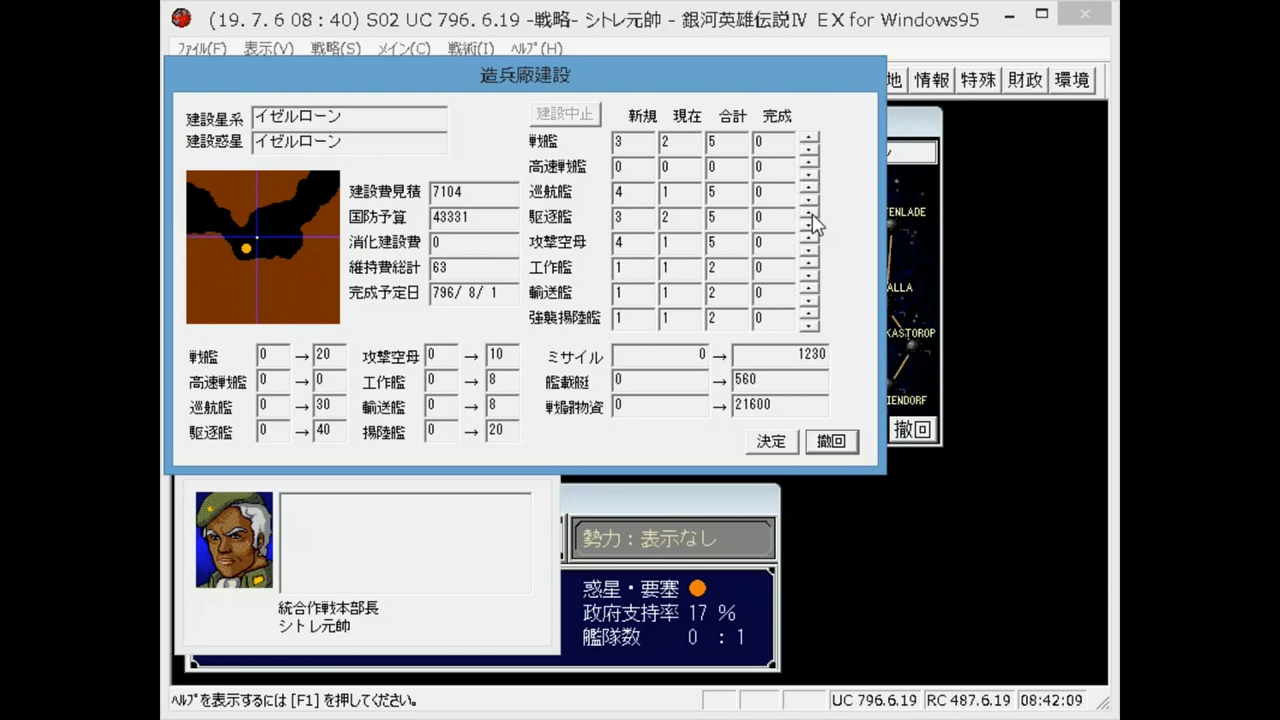 (19. 7. 6 08 : 40) S02 UC 796. 6.19 -戦略- シトレ元帥 - 銀河英雄伝説Ⅳ EX for Windows95
ﾌｧｲﾙ(F) 表示(V) 戦略(S) メイン(C) 戦術(I) ﾍﾙﾌﾟ(H)
地 情報 特殊 財政 環境
造兵廠建設
建設星系 イゼルローン
建設惑星 イゼルローン
建設中止 新規 現在 合計 完成
戦艦 3 2 5 0
高速戦艦 0 0 0 0
巡航艦 4 1 5 0
駆逐艦 3 2 5 0
攻撃空母 4 1 5 0
工作艦 1 1 2 0
輸送艦 1 1 2 0
強襲揚陸艦 1 1 2 0
建設費見積 7104
国防予算 43331
消化建設費 0
維持費総計 63
完成予定日 796/ 8/ 1
戦艦 0 → 20 攻撃空母 0 → 10 ミサイル 0 → 1230
高速戦艦 0 → 0 工作艦 0 → 8 艦載艇 0 → 560
巡航艦 0 → 30 輸送艦 0 → 8 戦闘物資 0 → 21600
駆逐艦 0 → 40 揚陸艦 0 → 20
決定 撤回
ENLADE
ALLA
KASTOROP
IENDORF
撤回
統合作戦本部長
シトレ元帥
勢力：表示なし
惑星・要塞
政府支持率 17 %
艦隊数 0 : 1
ﾍﾙﾌﾟを表示するには [F1] を押してください。 UC 796.6.19 RC 487.6.19 08:42:09